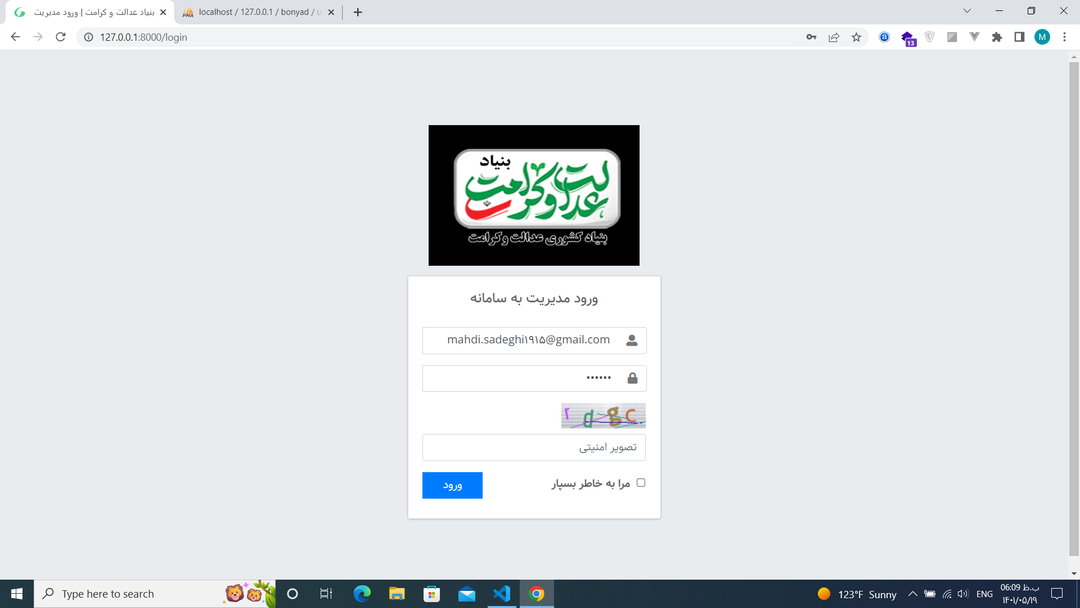 بنیاد عدالت و کرامت | ورود مدیریت
localhost / 127.0.0.1 / bonyad / u
127.0.0.1:8000/login
13
M
بنیاد
عدالت و کرامت
بنیاد کشوری عدالت و کرامت
ورود مدیریت به سامانه
mahdi.sadeghi۱۹۱۵@gmail.com
••••••
r d g c
تصویر امنیتی
مرا به خاطر بسپار
ورود
Type here to search
123°F Sunny
ENG
06:09 ب.ظ
۱۴۰۱/۰۵/۱۹